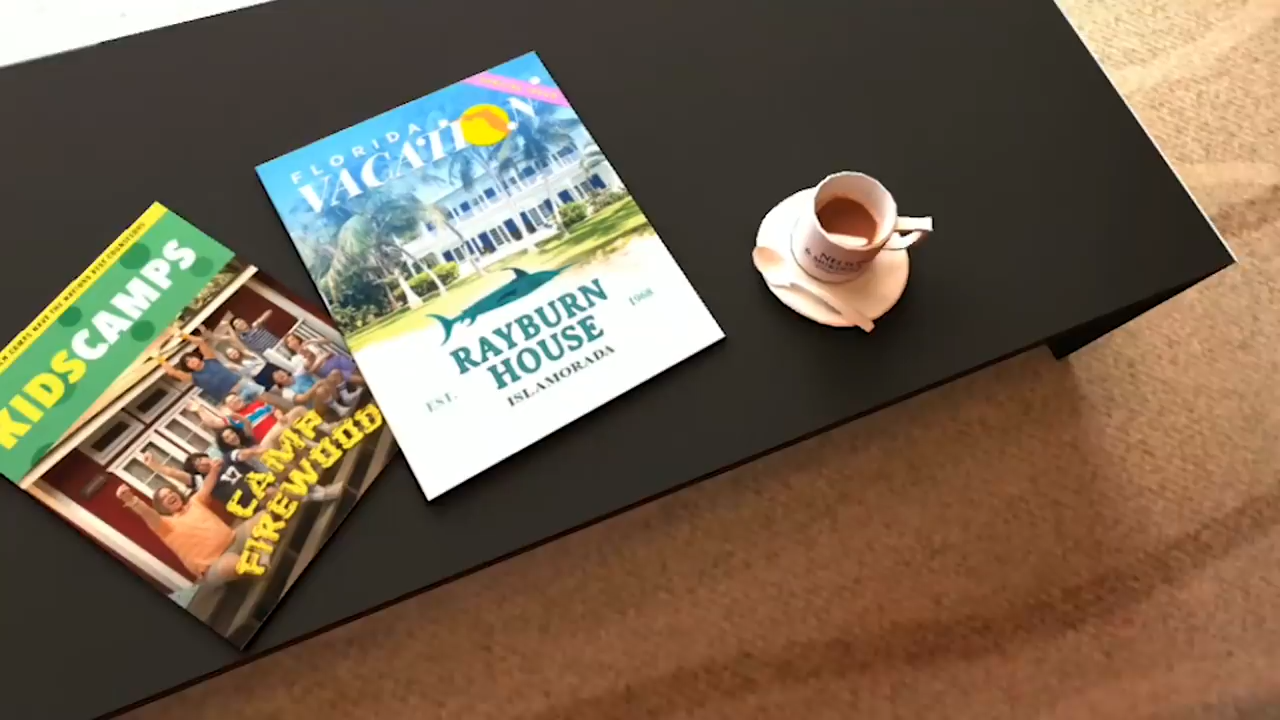 KIDSCAMPS
CAMP
FIREWOOD
FLORIDA
VACATION
RAYBURN
HOUSE
EST.
1968
ISLAMORADA